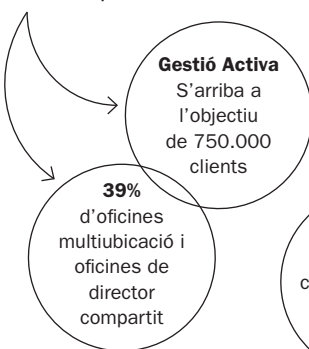 Gestió Activa
S’arriba a
l’objectiu
de 750.000
clients
39%
d’oficines
multiubicació i
oficines de
director
compartit
c